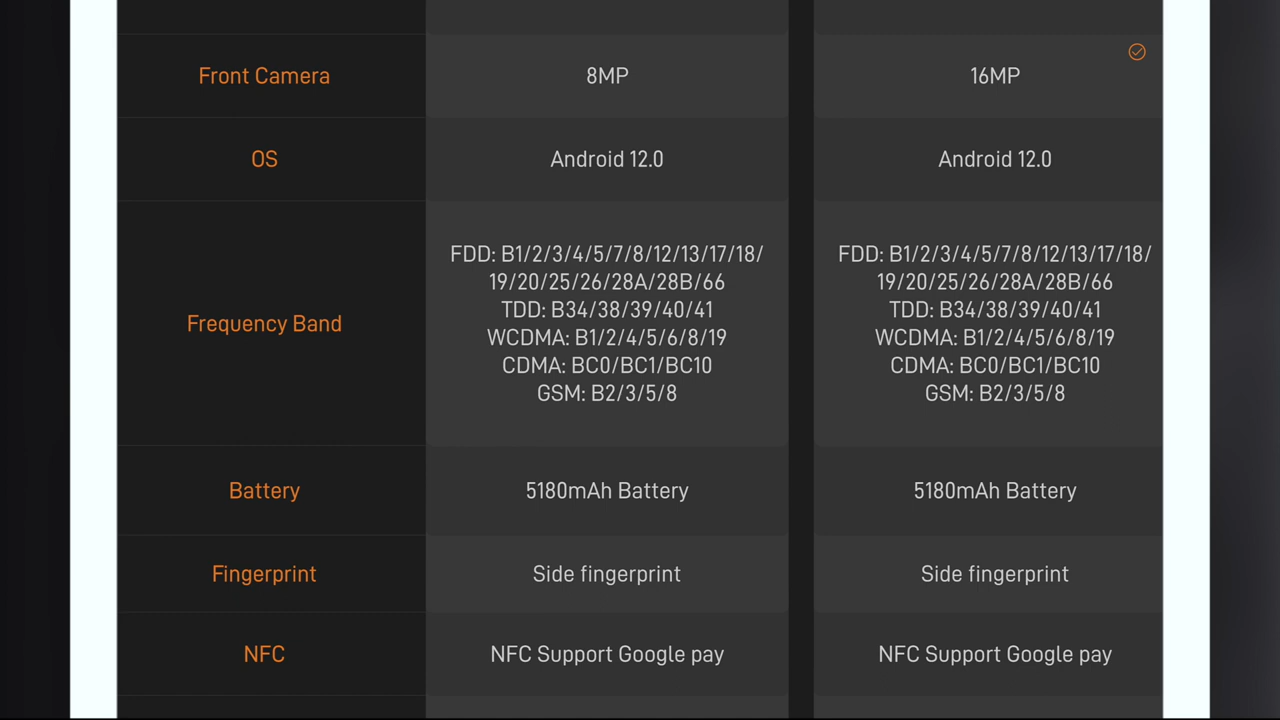 Front Camera
8MP
16MP
OS
Android 12.0
Android 12.0
Frequency Band
FDD: B1/2/3/4/5/7/8/12/13/17/18/
19/20/25/26/28A/28B/66
TDD: B34/38/39/40/41
WCDMA: B1/2/4/5/6/8/19
CDMA: BC0/BC1/BC10
GSM: B2/3/5/8
FDD: B1/2/3/4/5/7/8/12/13/17/18/
19/20/25/26/28A/28B/66
TDD: B34/38/39/40/41
WCDMA: B1/2/4/5/6/8/19
CDMA: BC0/BC1/BC10
GSM: B2/3/5/8
Battery
5180mAh Battery
5180mAh Battery
Fingerprint
Side fingerprint
Side fingerprint
NFC
NFC Support Google pay
NFC Support Google pay